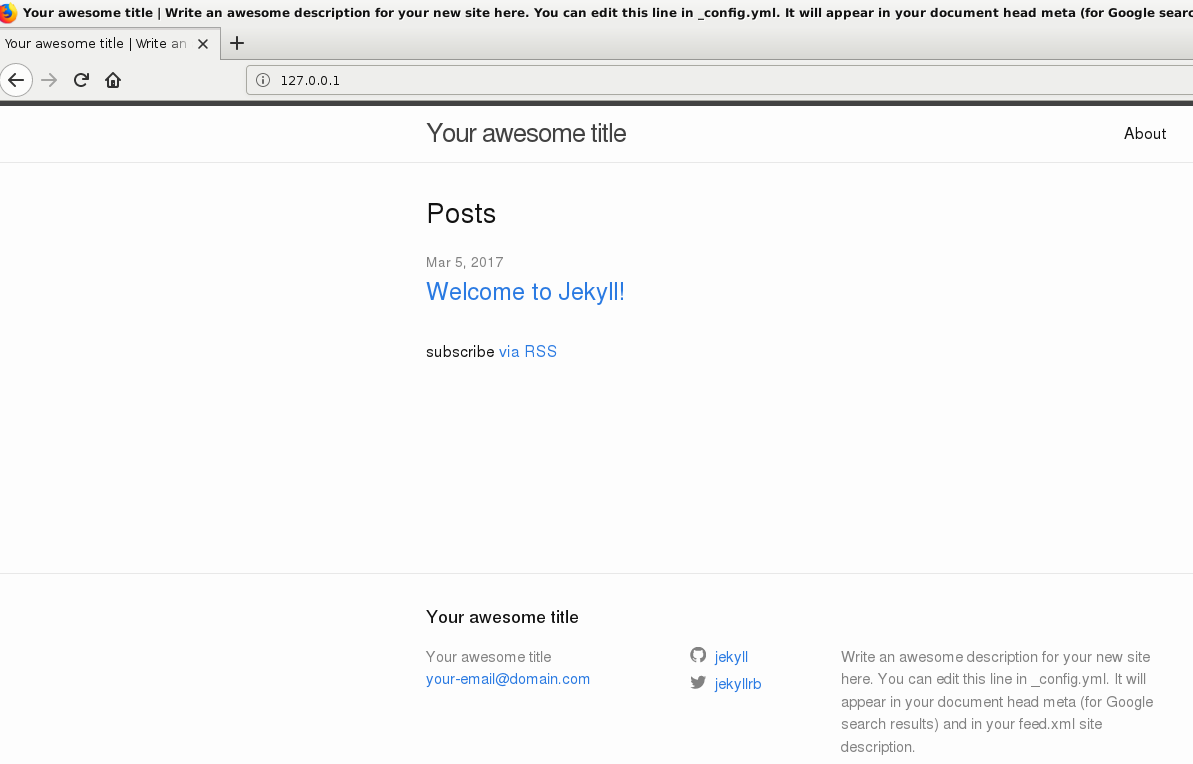 Your awesome title | Write an awesome description for your new site here. You can edit this line in _config.yml. It will appear in your document head meta (for Google
Your awesome title | Write an
127.0.0.1
Your awesome title
About
Posts
Mar 5, 2017
Welcome to Jekyll!
subscribe via RSS
Your awesome title
Your awesome title
your-email@domain.com
jekyll
jekyllrb
Write an awesome description for your new site
here. You can edit this line in _config.yml. It will
appear in your document head meta (for Google
search results) and in your feed.xml site
description.